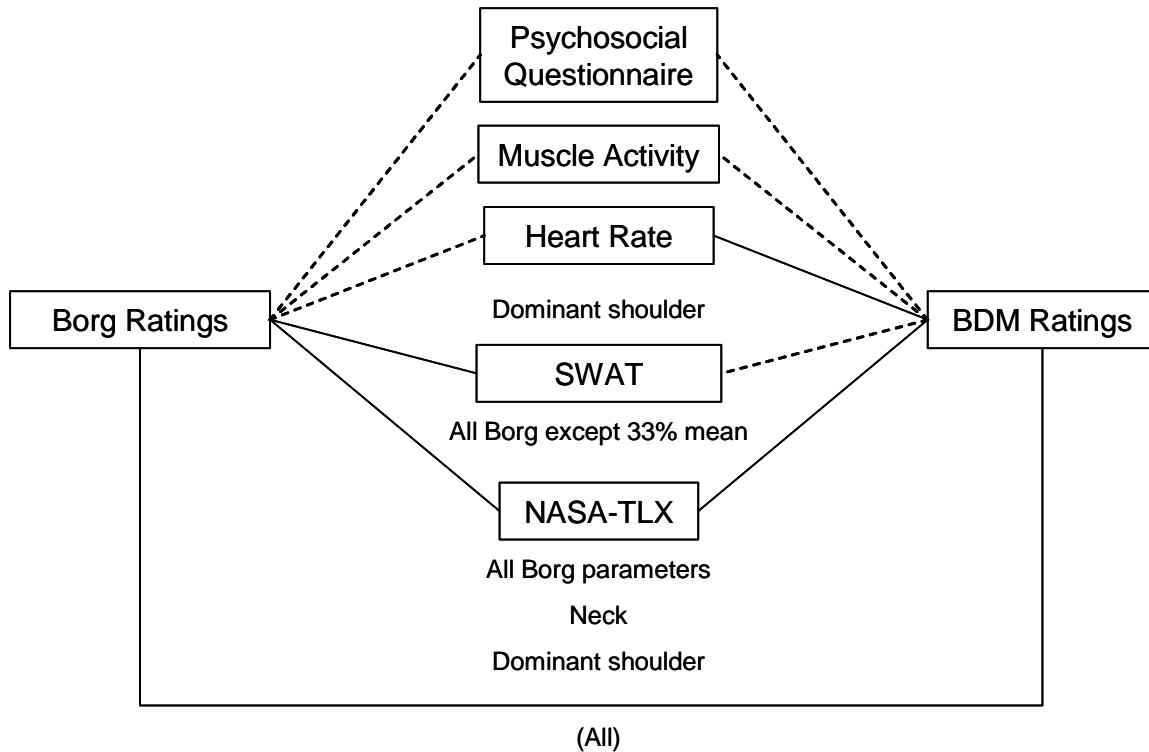 Psychosocial
Questionnaire
Muscle Activity
Heart Rate
Dominant shoulder
Borg Ratings
BDM Ratings
SWAT
All Borg except 33% mean
NASA-TLX
All Borg parameters
Neck
Dominant shoulder
(All)